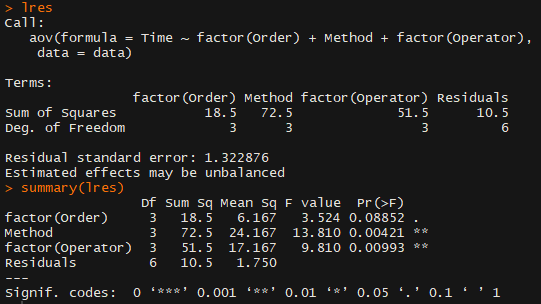 > lres
Call:
   aov(formula = Time ~ factor(Order) + Method + factor(Operator),
    data = data)

Terms:
                factor(Order) Method factor(Operator) Residuals
Sum of Squares           18.5   72.5             51.5      10.5
Deg. of Freedom             3      3                3         6

Residual standard error: 1.322876
Estimated effects may be unbalanced
> summary(lres)
                 Df Sum Sq Mean Sq F value  Pr(>F)
factor(Order)     3   18.5   6.167   3.524 0.08852 .
Method            3   72.5  24.167  13.810 0.00421 **
factor(Operator)  3   51.5  17.167   9.810 0.00993 **
Residuals         6   10.5   1.750
---
Signif. codes:  0 ‘***’ 0.001 ‘**’ 0.01 ‘*’ 0.05 ‘.’ 0.1 ‘ ’ 1